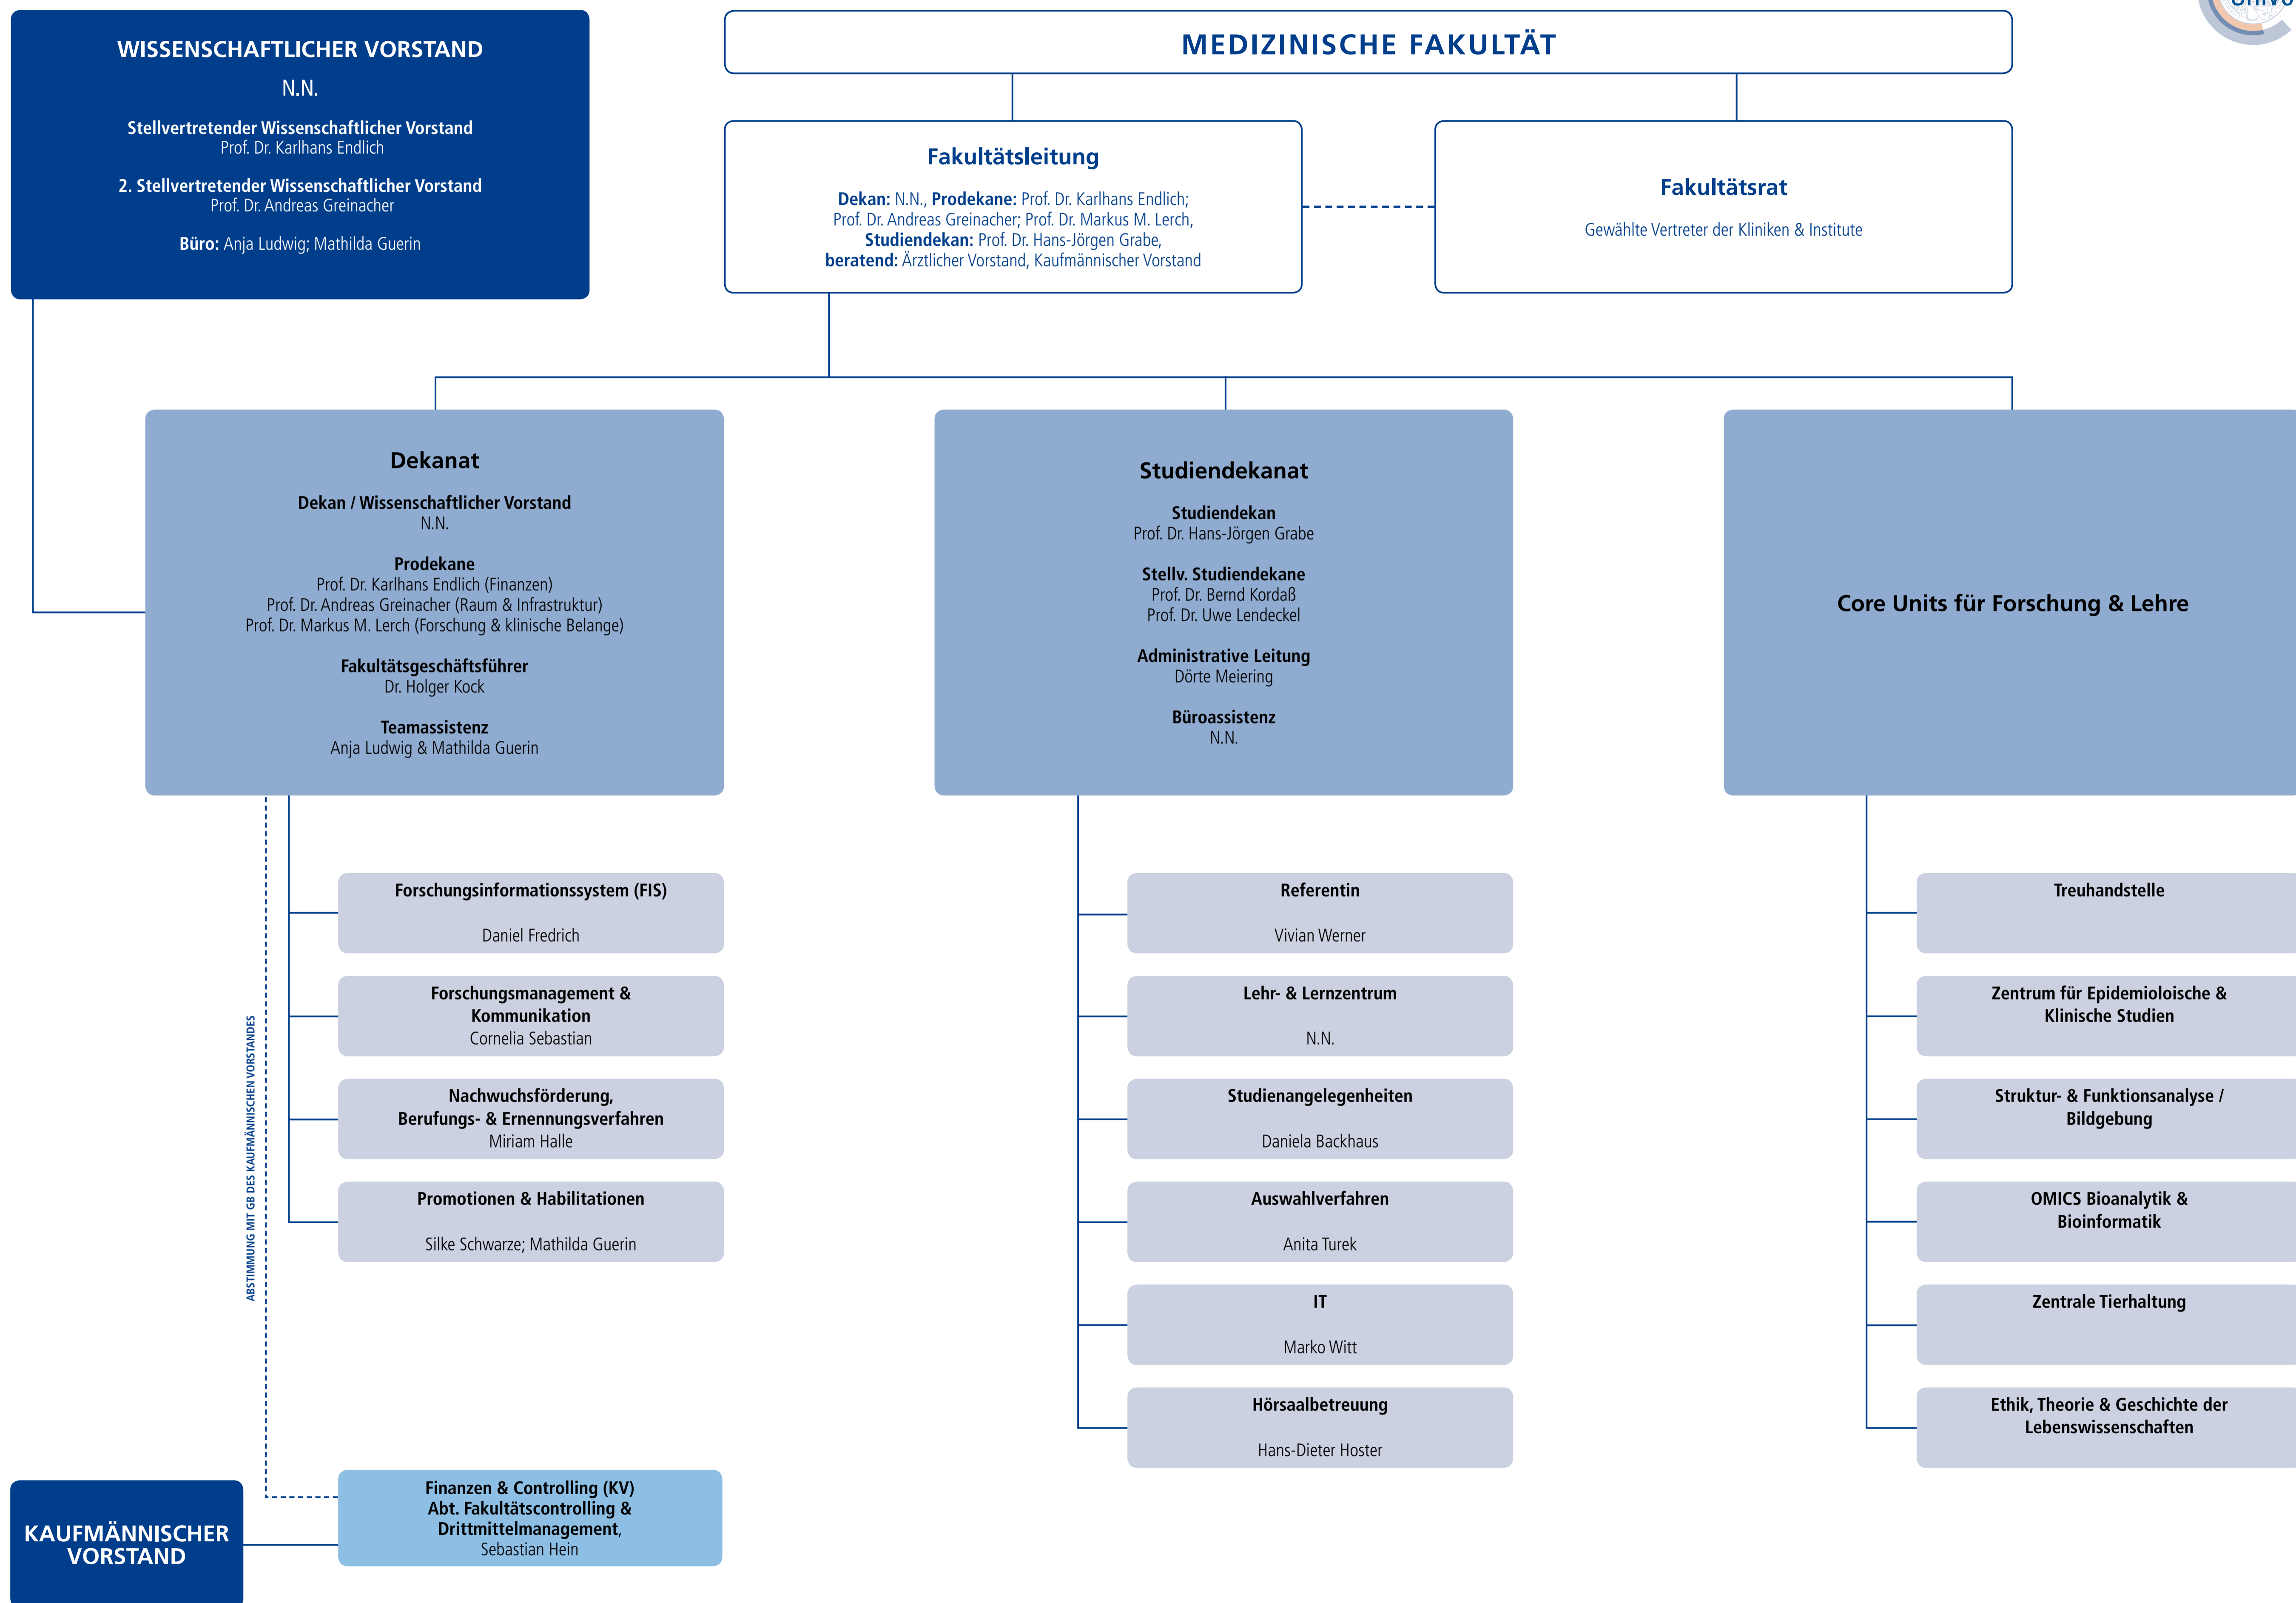 WISSENSCHAFTLICHER VORSTAND
N.N.
Stellvertretender Wissenschaftlicher Vorstand
Prof. Dr. Karlhans Endlich
2. Stellvertretender Wissenschaftlicher Vorstand
Prof. Dr. Andreas Greinacher
Büro: Anja Ludwig; Mathilda Guerin
MEDIZINISCHE FAKULTÄT
Fakultätsleitung
Dekan: N.N., Prodekane: Prof. Dr. Karlhans Endlich;
Prof. Dr. Andreas Greinacher; Prof. Dr. Markus M. Lerch,
Studiendekan: Prof. Dr. Hans-Jörgen Grabe,
beratend: Ärztlicher Vorstand, Kaufmännischer Vorstand
Fakultätsrat
Gewählte Vertreter der Kliniken & Institute
Dekanat
Dekan / Wissenschaftlicher Vorstand
N.N.
Prodekane
Prof. Dr. Karlhans Endlich (Finanzen)
Prof. Dr. Andreas Greinacher (Raum & Infrastruktur)
Prof. Dr. Markus M. Lerch (Forschung & klinische Belange)
Fakultätsgeschäftsführer
Dr. Holger Kock
Teamassistenz
Anja Ludwig & Mathilda Guerin
Studiendekanat
Studiendekan
Prof. Dr. Hans-Jörgen Grabe
Stellv. Studiendekane
Prof. Dr. Bernd Kordaß
Prof. Dr. Uwe Lendeckel
Administrative Leitung
Dörte Meiering
Büroassistenz
N.N.
Core Units für Forschung & Lehre
Forschungsinformationssystem (FIS)
Daniel Fredrich
Forschungsmanagement &
Kommunikation
Cornelia Sebastian
Nachwuchsförderung,
Berufungs- & Ernennungsverfahren
Miriam Halle
Promotionen & Habilitationen
Silke Schwarze; Mathilda Guerin
ABSTIMMUNG MIT GB DES KAUFMÄNNISCHEN VORSTANDES
Finanzen & Controlling (KV)
Abt. Fakultätscontrolling &
Drittmittelmanagement,
Sebastian Hein
KAUFMÄNNISCHER
VORSTAND
Referentin
Vivian Werner
Lehr- & Lernzentrum
N.N.
Studienangelegenheiten
Daniela Backhaus
Auswahlverfahren
Anita Turek
IT
Marko Witt
Hörsaalbetreuung
Hans-Dieter Hoster
Treuhandstelle
Zentrum für Epidemioloische &
Klinische Studien
Struktur- & Funktionsanalyse /
Bildgebung
OMICS Bioanalytik &
Bioinformatik
Zentrale Tierhaltung
Ethik, Theorie & Geschichte der
Lebenswissenschaften